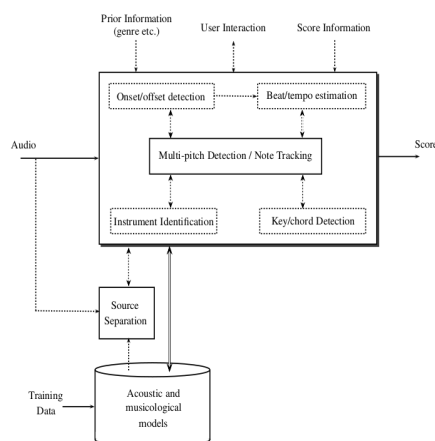 Prior Information
(genre etc.)
User Interaction
Score Information
Onset/offset detection
Beat/tempo estimation
Audio
Multi-pitch Detection / Note Tracking
Score
Instrument Identification
Key/chord Detection
Source
Separation
Training
Data
Acoustic and
musicological
models